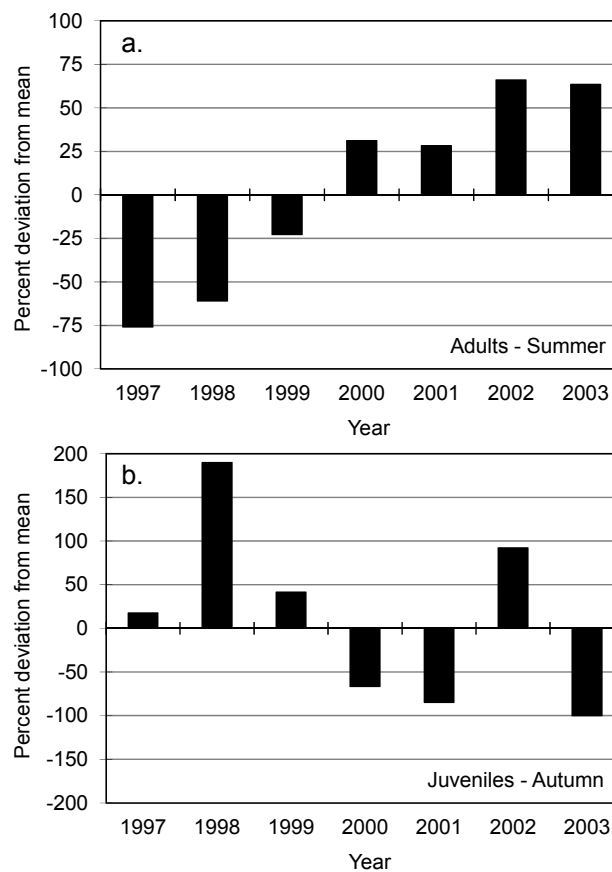 a.
Percent deviation from mean
100
75
50
25
0
-25
-50
-75
-100
Adults - Summer
1997 1998 1999 2000 2001 2002 2003
Year
b.
Percent deviation from mean
200
150
100
50
0
-50
-100
-150
-200
Juveniles - Autumn
1997 1998 1999 2000 2001 2002 2003
Year